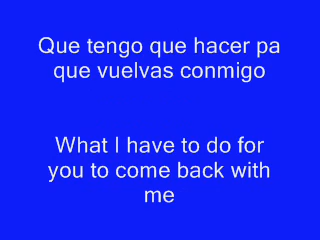 Que tengo que hacer pa
que vuelvas conmigo
What I have to do for
you to come back with
me